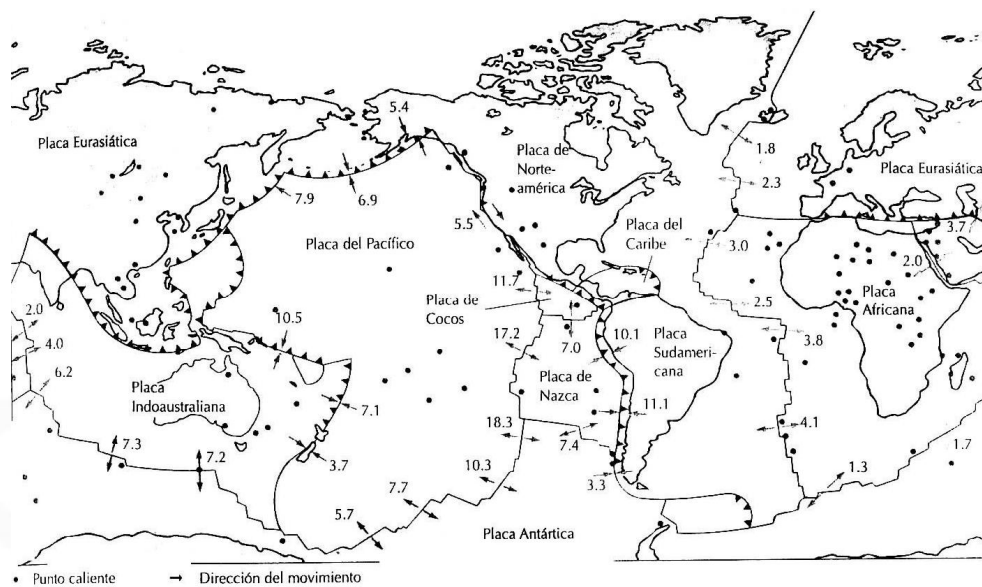 5.4
Placa Eurasiática
Placa de
Norte-
américa
1.8
Placa Eurasiática
2.3
7.9
6.9
5.5
Placa del
Caribe
3.7
Placa del Pacífico
3.0
2.0
11.7
Placa de
Cocos
2.5
Placa
Africana
2.0
10.5
17.2
7.0
10.1
Placa
Sudameri-
cana
3.8
4.0
6.2
Placa
Indoaustraliana
Placa de
Nazca
7.1
11.1
18.3
7.4
4.1
7.3
7.2
3.7
10.3
3.3
1.7
1.3
7.7
5.7
Placa Antártica
Punto caliente
Dirección del movimiento